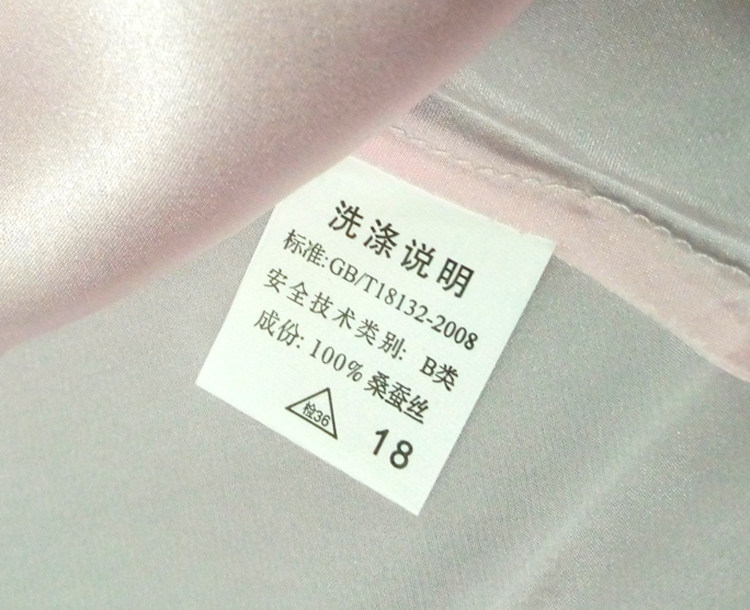 洗涤说明
标准:GB/T18132-2008
安全技术类别: B类
成份: 100% 桑蚕丝
检36
18